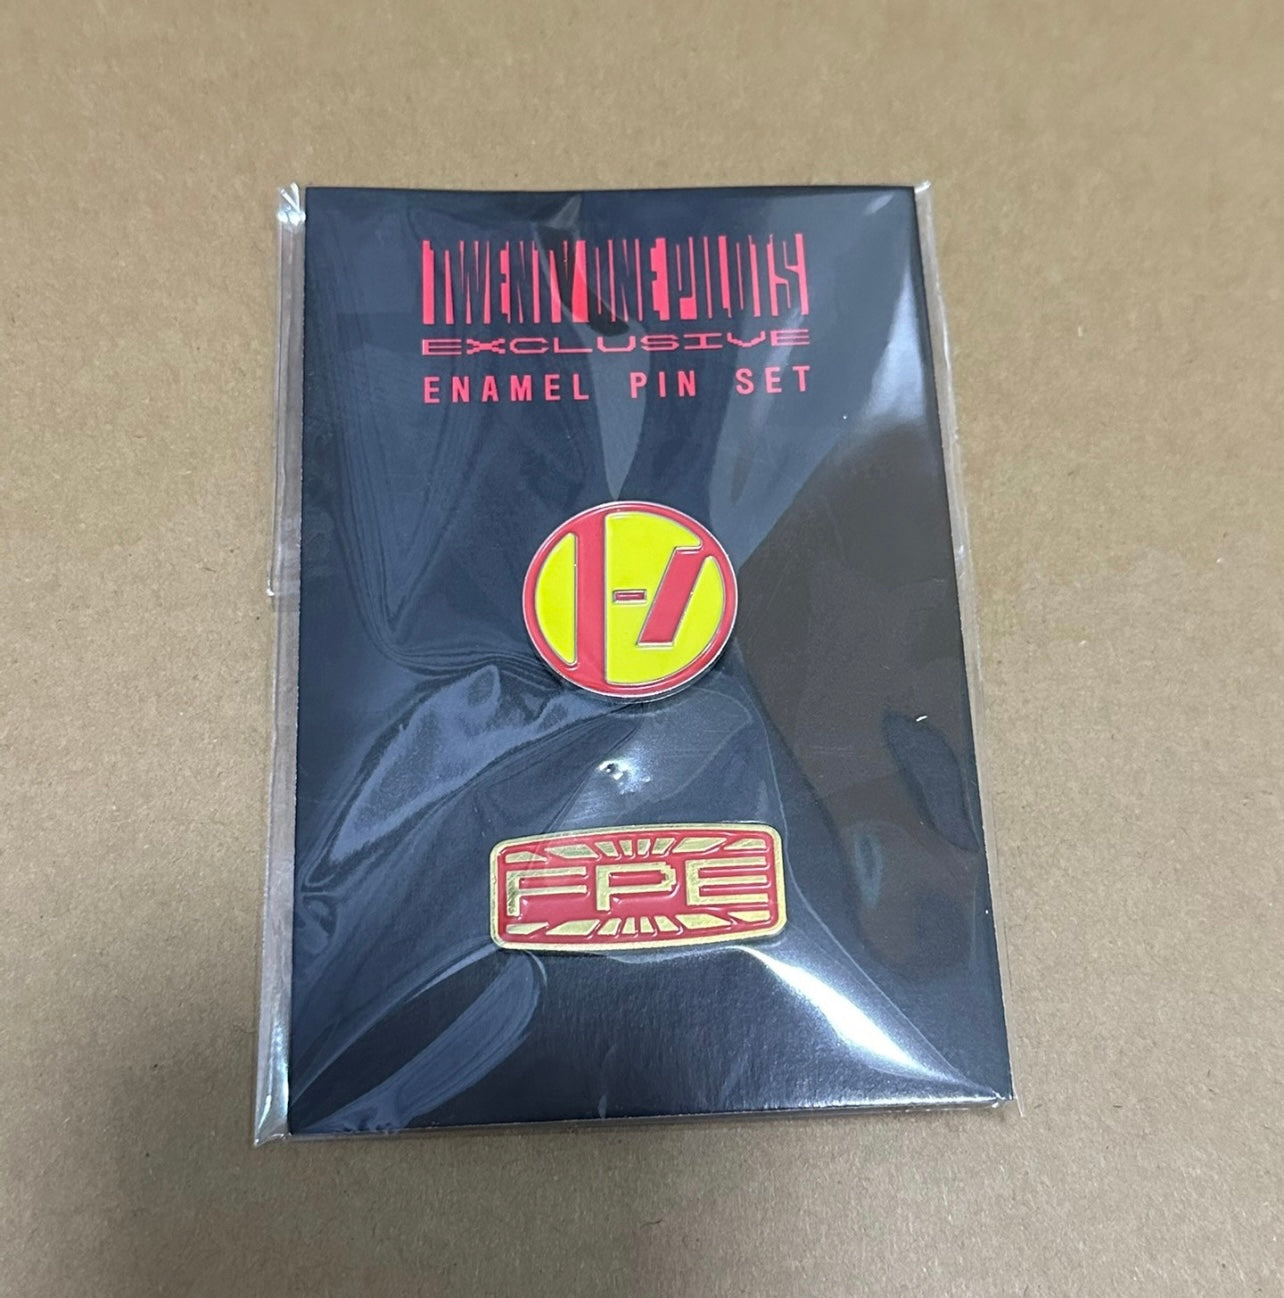 TWENTY ONE PILOTS
EXCLUSIVE
ENAMEL PIN SET
FPE